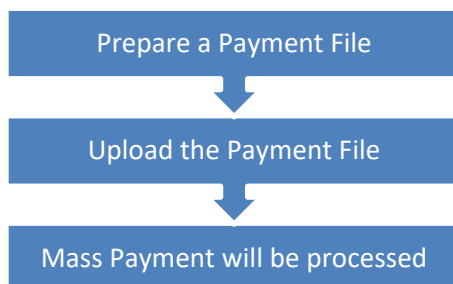 Prepare a Payment File
Upload the Payment File
Mass Payment will be processed